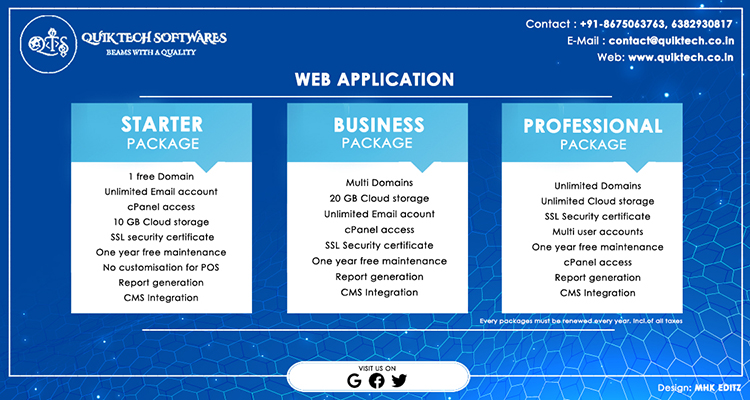 QTS
QUIK TECH SOFTWARES
BEAMS WITH A QUALITY
Contact : +91-8675063763, 6382930817
E-Mail : contact@quiktech.co.in
Web: www.quiktech.co.in
WEB APPLICATION
STARTER
PACKAGE
1 free Domain
Unlimited Email account
cPanel access
10 GB Cloud storage
SSL security certificate
One year free maintenance
No customisation for POS
Report generation
CMS Integration
BUSINESS
PACKAGE
Multi Domains
20 GB Cloud storage
Unlimited Email acount
cPanel access
SSL Security certificate
One year free maintenance
Report generation
CMS Integration
PROFESSIONAL
PACKAGE
Unlimited Domains
Unlimited Cloud storage
SSL Security certificate
Multi user accounts
One year free maintenance
cPanel access
Report generation
CMS Integration
Every packages must be renewed every year. Incl.of all taxes
VISIT US ON
Design: MHK EDITZ